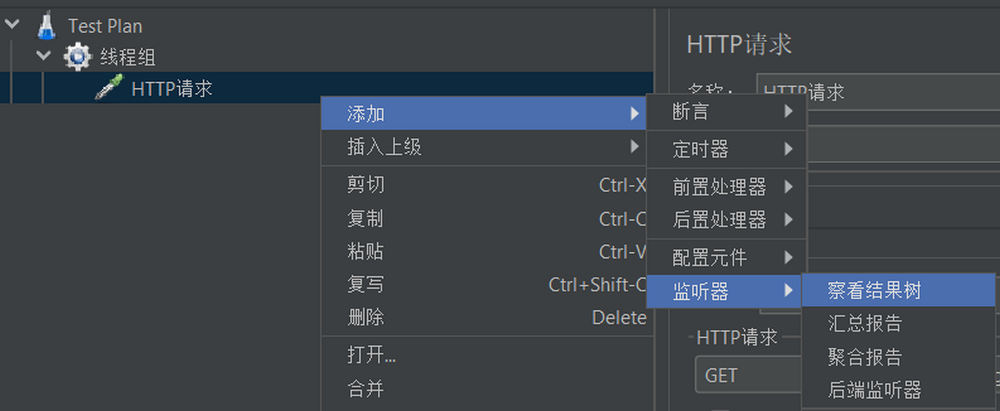 Test Plan
线程组
HTTP请求
HTTP请求
名称：
HTTP请求
添加
插入上级
剪切 Ctrl-X
复制 Ctrl-C
粘贴 Ctrl-V
复写 Ctrl+Shift-C
删除 Delete
打开...
合并
断言
定时器
前置处理器
后置处理器
配置元件
监听器
察看结果树
汇总报告
聚合报告
后端监听器
HTTP请求
GET